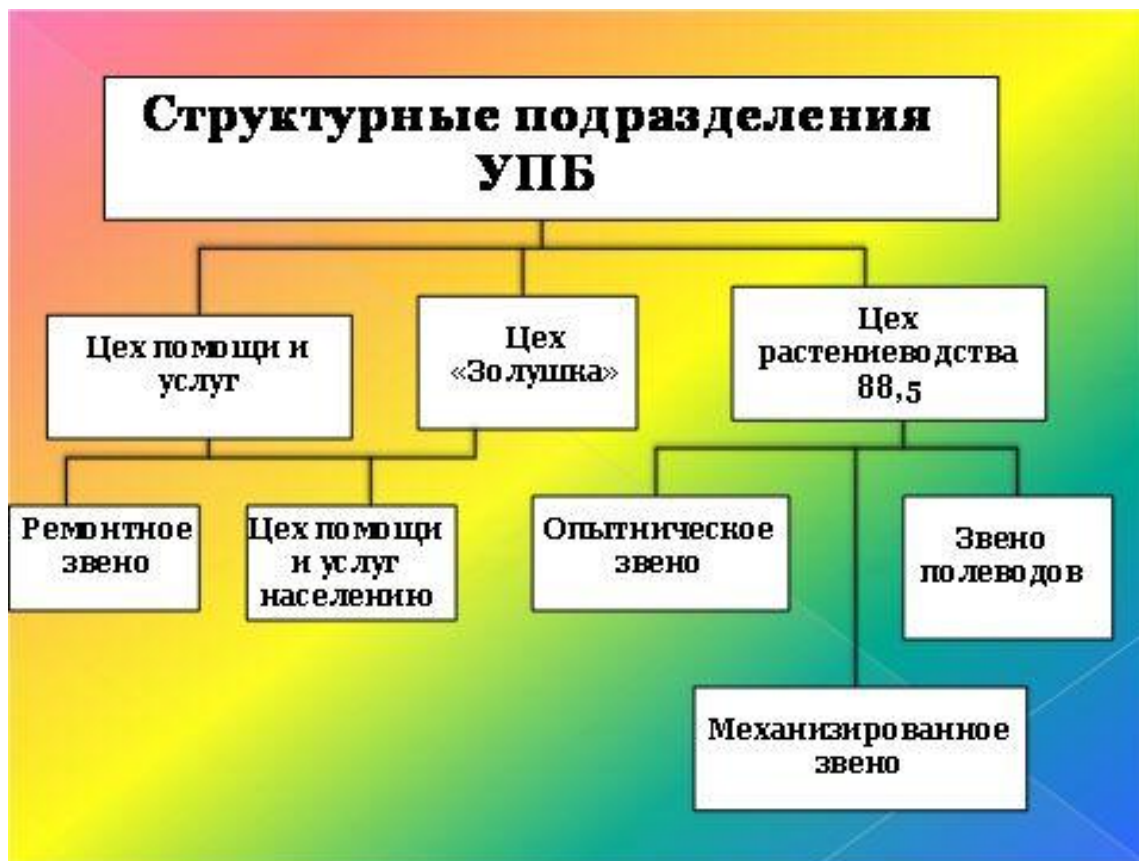 Структурные подразделения
УПБ
Цех помощи и
услуг
Цех
«Золушка»
Цех
растениеводства
88,5
Ремонтное
звено
Цех помощи
и услуг
населению
Опытническое
звено
Звено
полеводов
Механизированное
звено